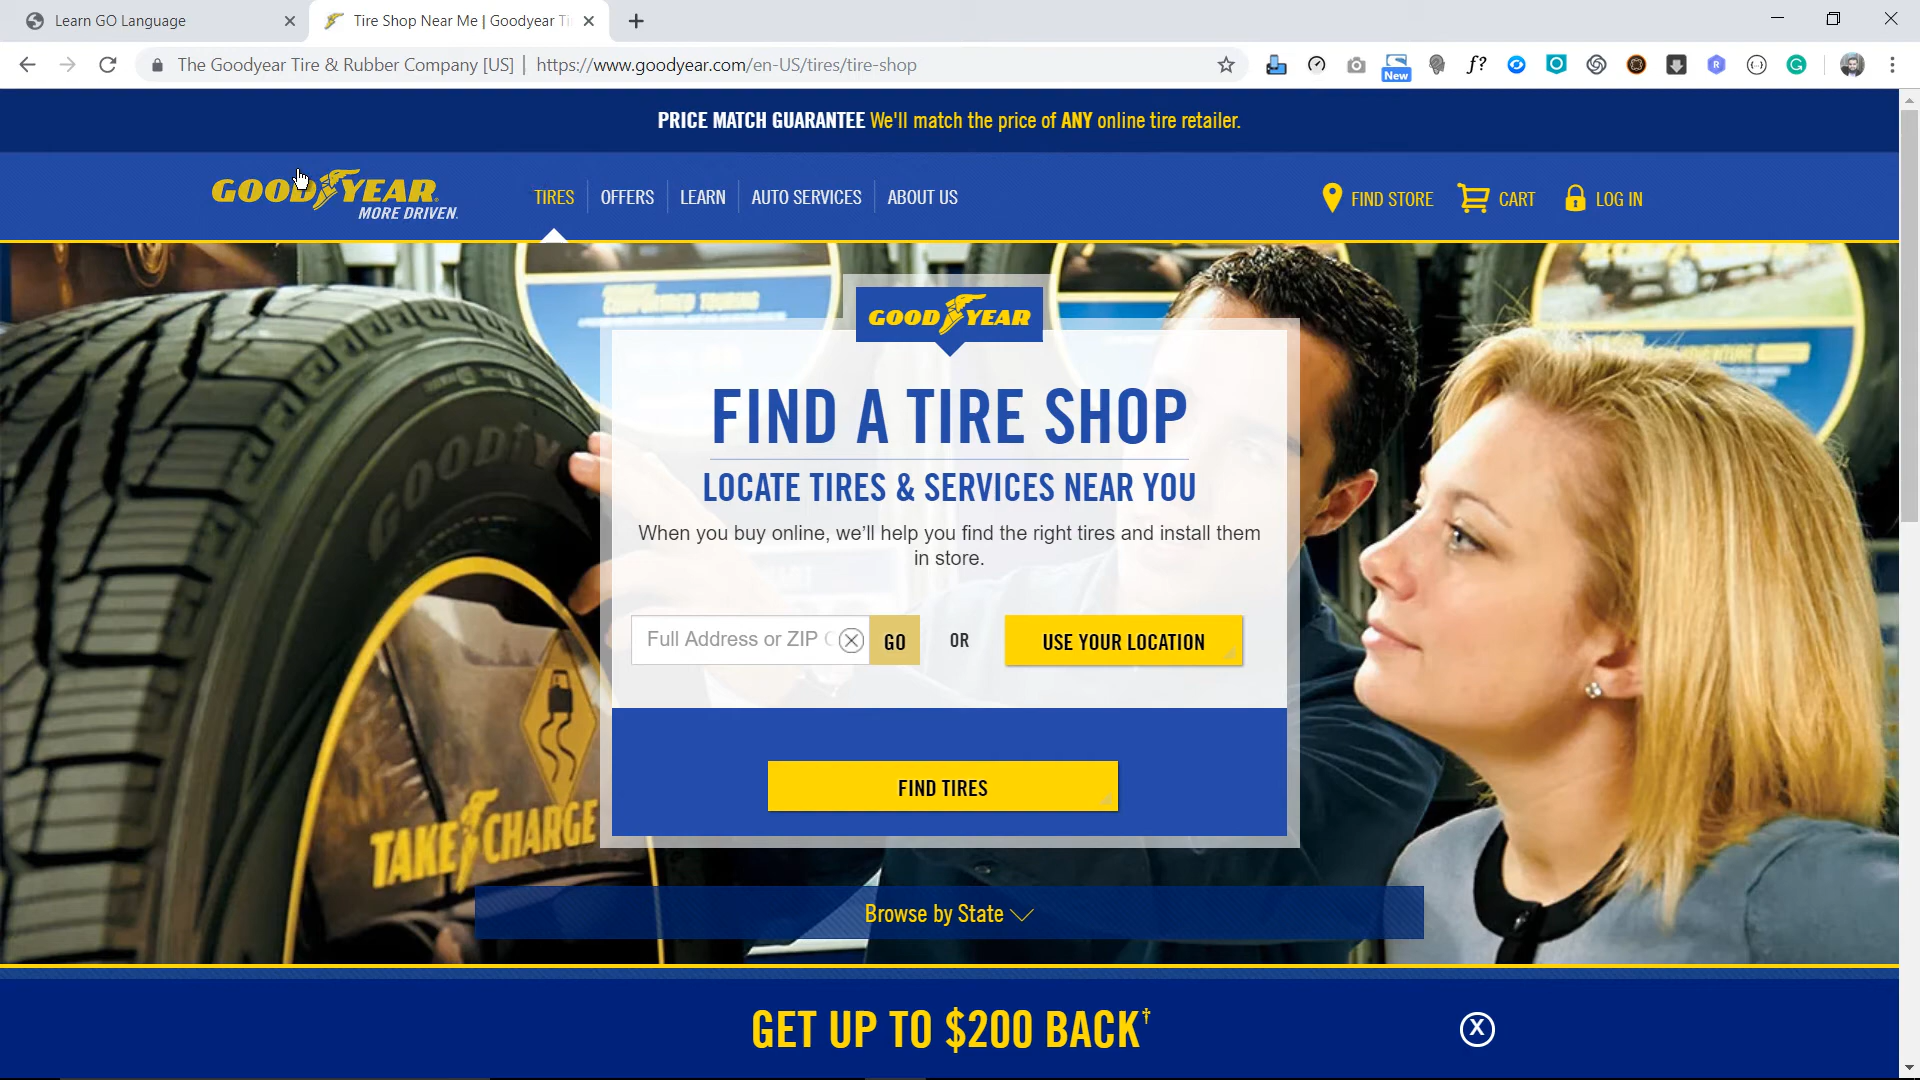 Learn GO Language
Tire Shop Near Me | Goodyear Ti
The Goodyear Tire & Rubber Company [US] | https://www.goodyear.com/en-US/tires/tire-shop
New
f?
PRICE MATCH GUARANTEE We'll match the price of ANY online tire retailer.
GOODYEAR
MORE DRIVEN.
TIRES
OFFERS
LEARN
AUTO SERVICES
ABOUT US
FIND STORE
CART
LOG IN
GOODYEAR
FIND A TIRE SHOP
LOCATE TIRES & SERVICES NEAR YOU
When you buy online, we’ll help you find the right tires and install them
in store.
Full Address or ZIP
GO
OR
USE YOUR LOCATION
FIND TIRES
TAKE CHARGE
Browse by State
GET UP TO $200 BACK†
X